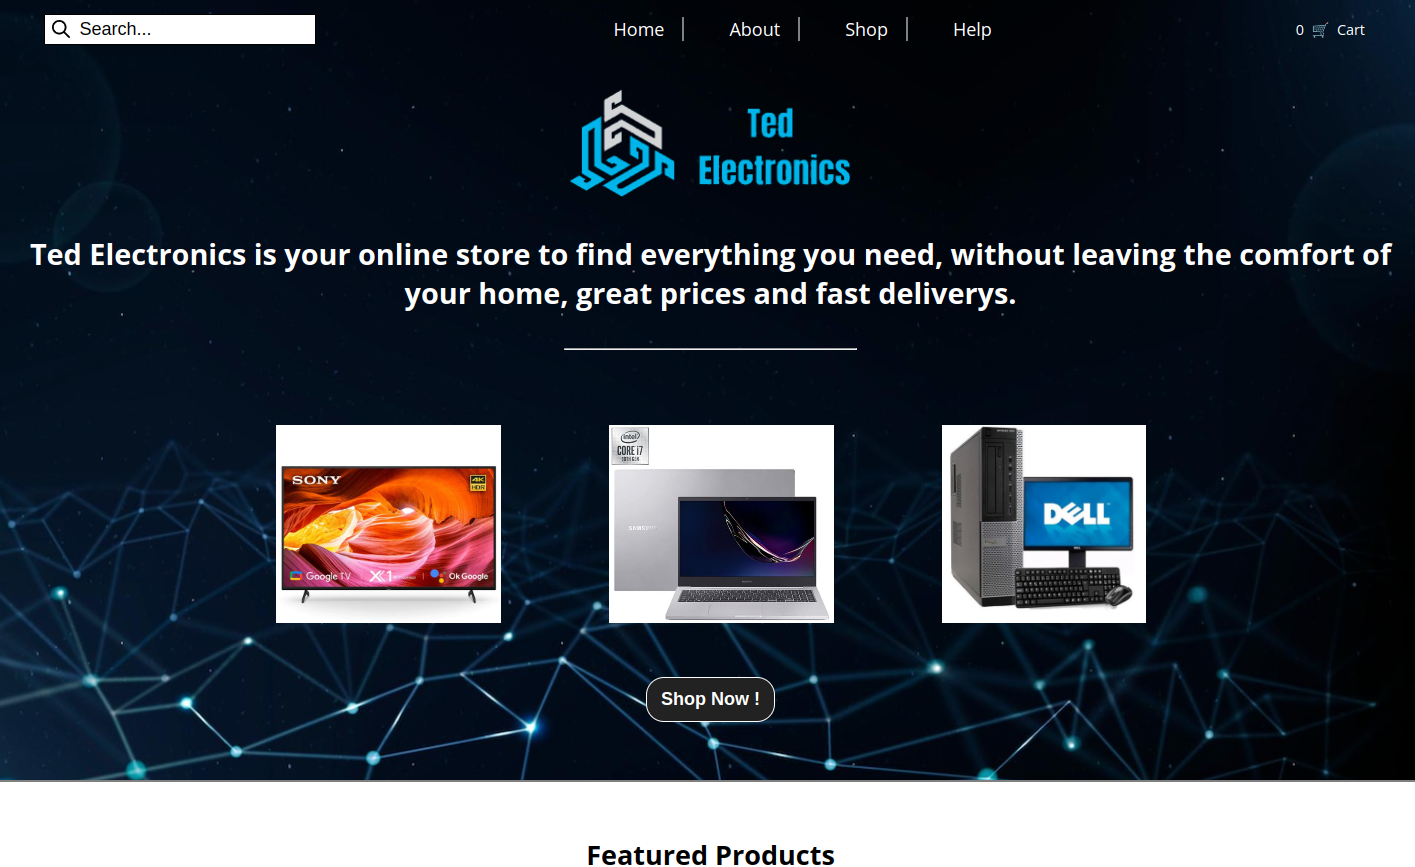 Search...
Home
About
Shop
Help
0 Cart
Ted
Electronics
Ted Electronics is your online store to find everything you need, without leaving the comfort of
your home, great prices and fast deliverys.
SONY
4K
HDR
Google TV
X1
Ok Google
intel
CORE i7
10TH GEN
SAMSUNG
DELL
Shop Now !
Featured Products